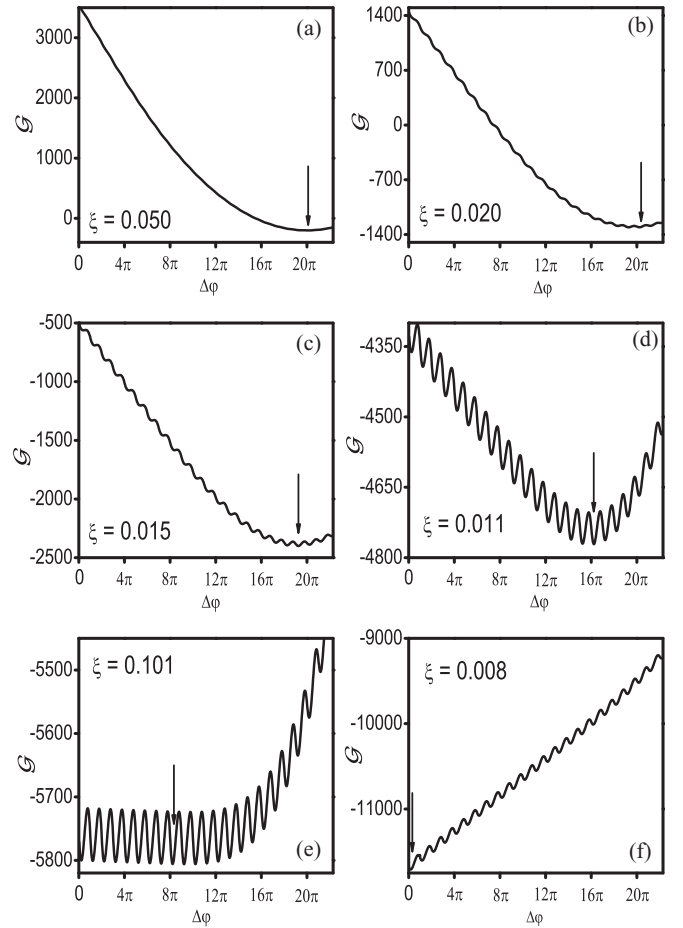 (a)
3500
3000
2000
1000
0
𝒢
ξ = 0.050
0 4π 8π 12π 16π 20π
Δφ
(b)
1400
700
0
-700
-1400
𝒢
ξ = 0.020
0 4π 8π 12π 16π 20π
Δφ
(c)
-500
-1000
-1500
-2000
-2500
𝒢
ξ = 0.015
0 4π 8π 12π 16π 20π
Δφ
(d)
-4350
-4500
-4650
-4800
𝒢
ξ = 0.011
0 4π 8π 12π 16π 20π
Δφ
ξ = 0.101
-5500
-5600
-5700
-5800
𝒢
(e)
0 4π 8π 12π 16π 20π
Δφ
-9000
ξ = 0.008
-10000
-11000
𝒢
(f)
0 4π 8π 12π 16π 20π
Δφ